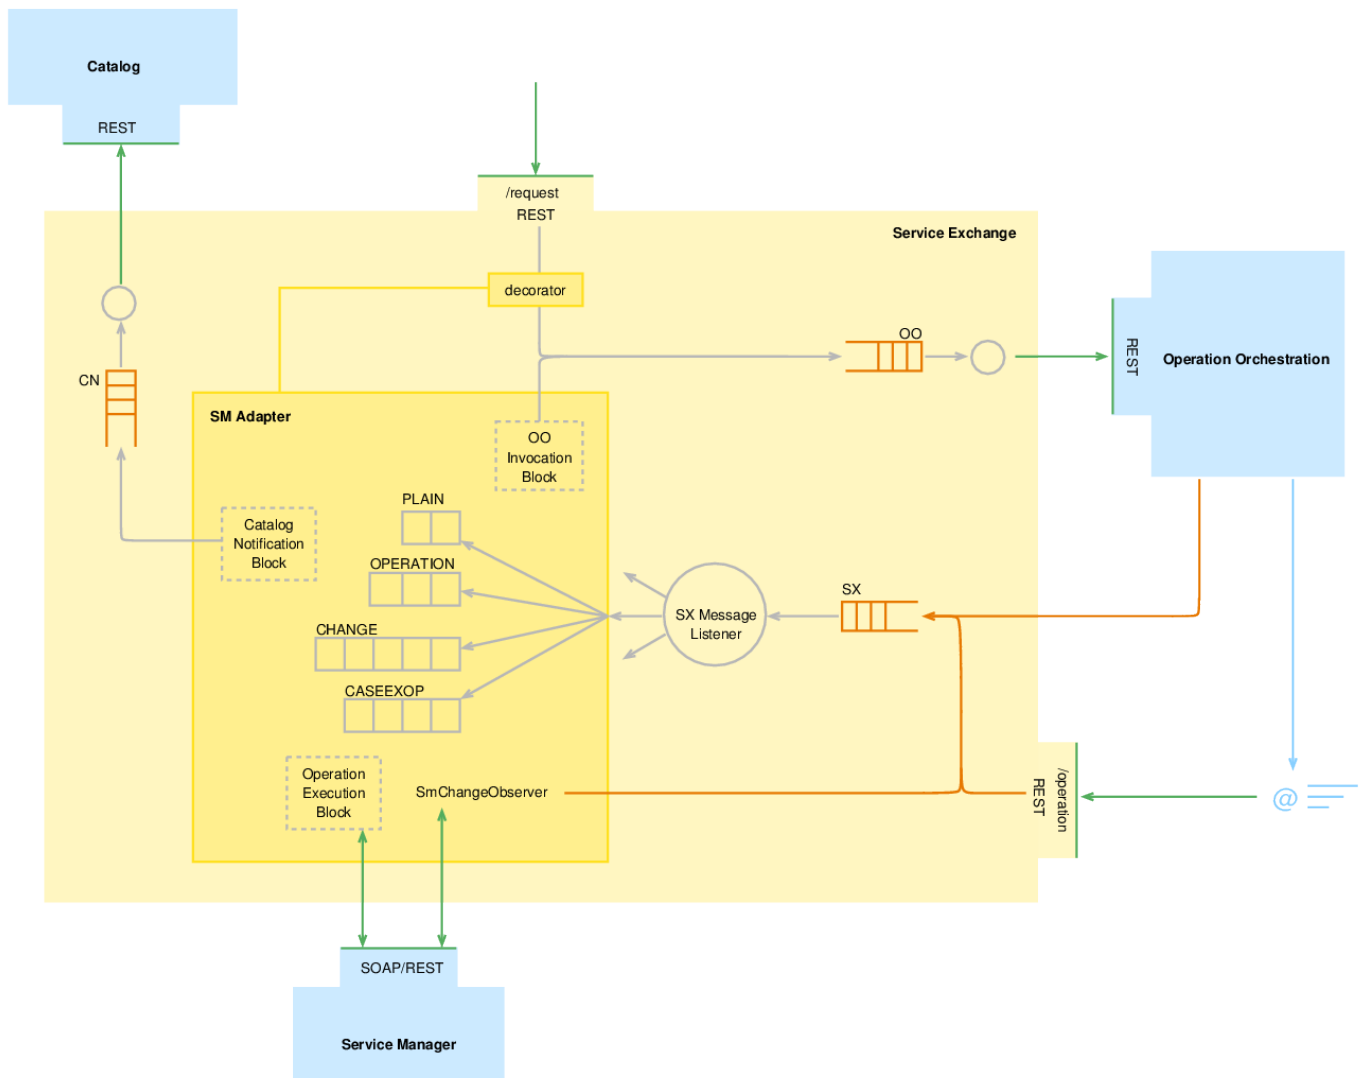 Catalog
REST
/request
REST
Service Exchange
decorator
OO
REST
Operation Orchestration
CN
SM Adapter
OO
Invocation
Block
PLAIN
Catalog
Notification
Block
OPERATION
SX
SX Message
Listener
CHANGE
CASEEXOP
Operation
Execution
Block
SmChangeObserver
/operation
REST
@
SOAP/REST
Service Manager